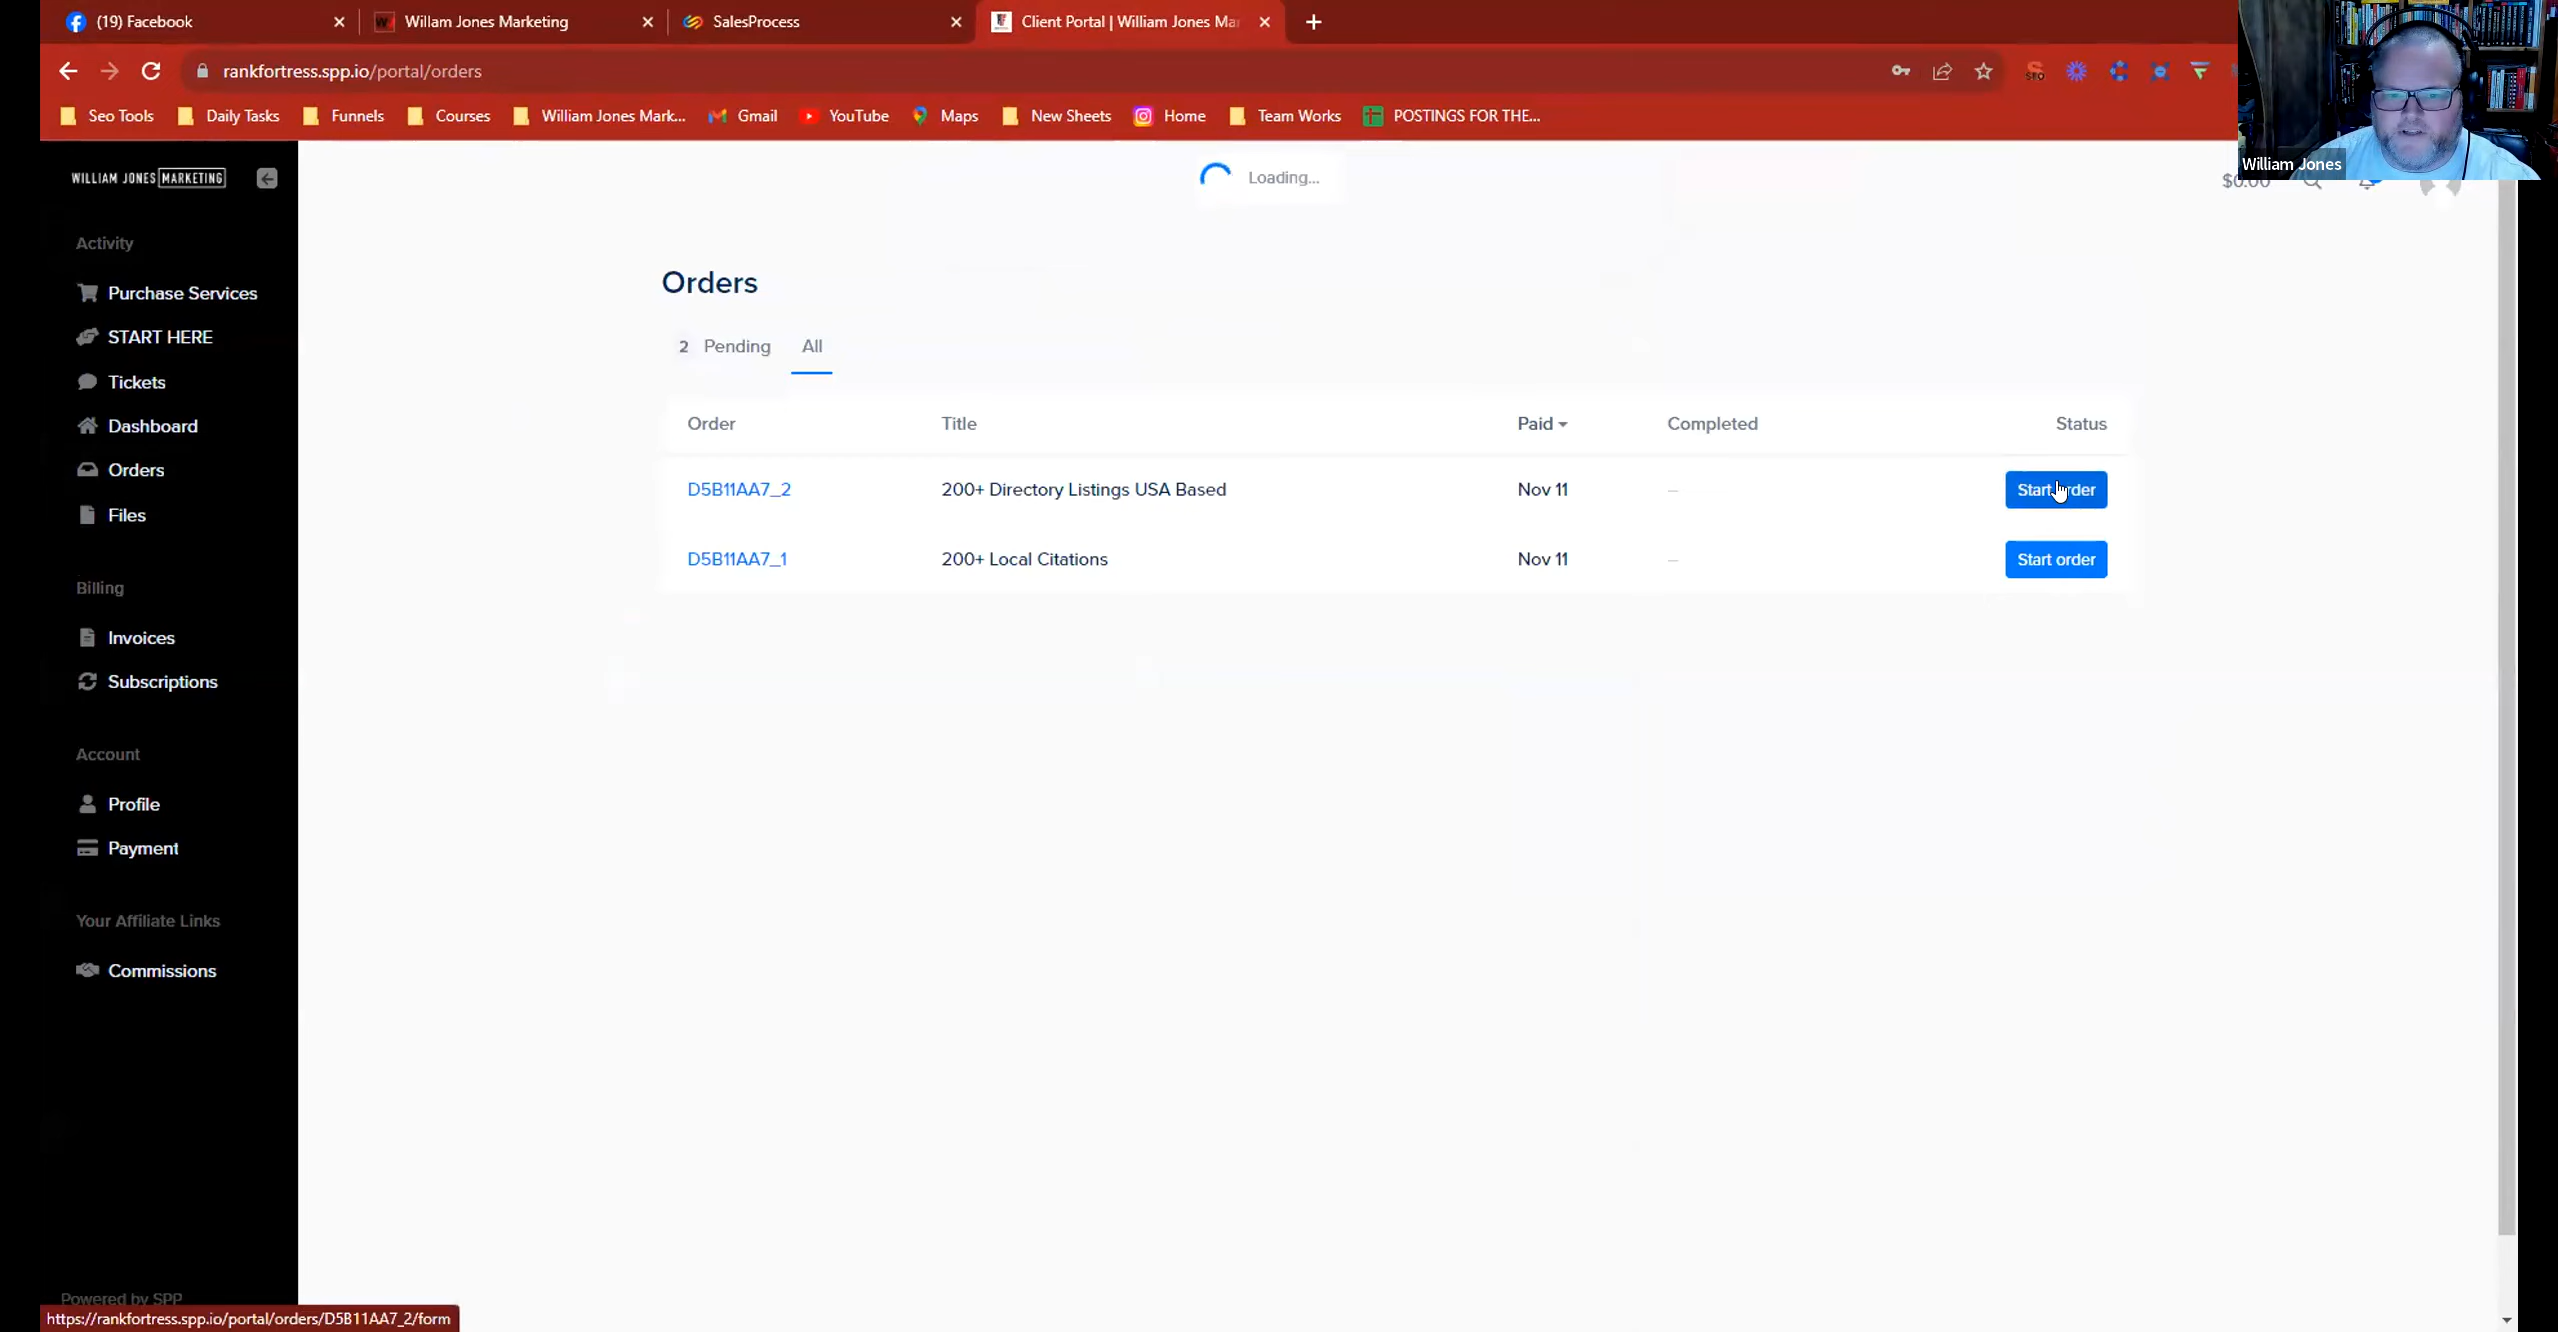 (19) Facebook
Willam Jones Marketing
SalesProcess
Client Portal | William Jones Ma
rankfortress.spp.io/portal/orders
Seo Tools
Daily Tasks
Funnels
Courses
William Jones Mark...
Gmail
YouTube
Maps
New Sheets
Home
Team Works
POSTINGS FOR THE...
William Jones
WILLIAM JONES MARKETING
Loading...
$0.00
Activity
Purchase Services
START HERE
Tickets
Dashboard
Orders
Files
Billing
Invoices
Subscriptions
Account
Profile
Payment
Your Affiliate Links
Commissions
Powered by SPP
Orders
2 Pending All
Order Title Paid Completed Status
D5B11AA7_2 200+ Directory Listings USA Based Nov 11 – Start order
D5B11AA7_1 200+ Local Citations Nov 11 – Start order
https://rankfortress.spp.io/portal/orders/D5B11AA7_2/form